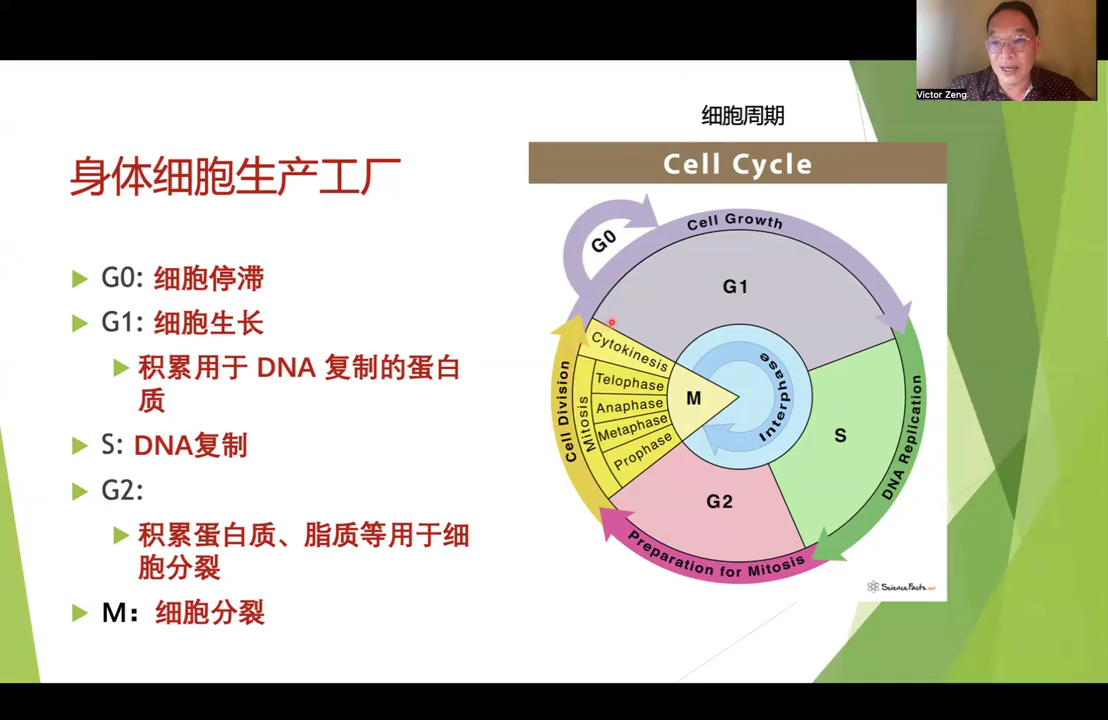 Victor Zeng
细胞周期
身体细胞生产工厂
G0: 细胞停滞
G1: 细胞生长
积累用于 DNA 复制的蛋白
质
S: DNA复制
G2:
积累蛋白质、脂质等用于细
胞分裂
M：细胞分裂
Cell Cycle
G0
Cell Growth
G1
Cytokinesis
Telophase
Anaphase
Metaphase
Prophase
Mitosis
Cell Division
M
Interphase
S
DNA Replication
G2
Preparation for Mitosis
ScienceFacts.net